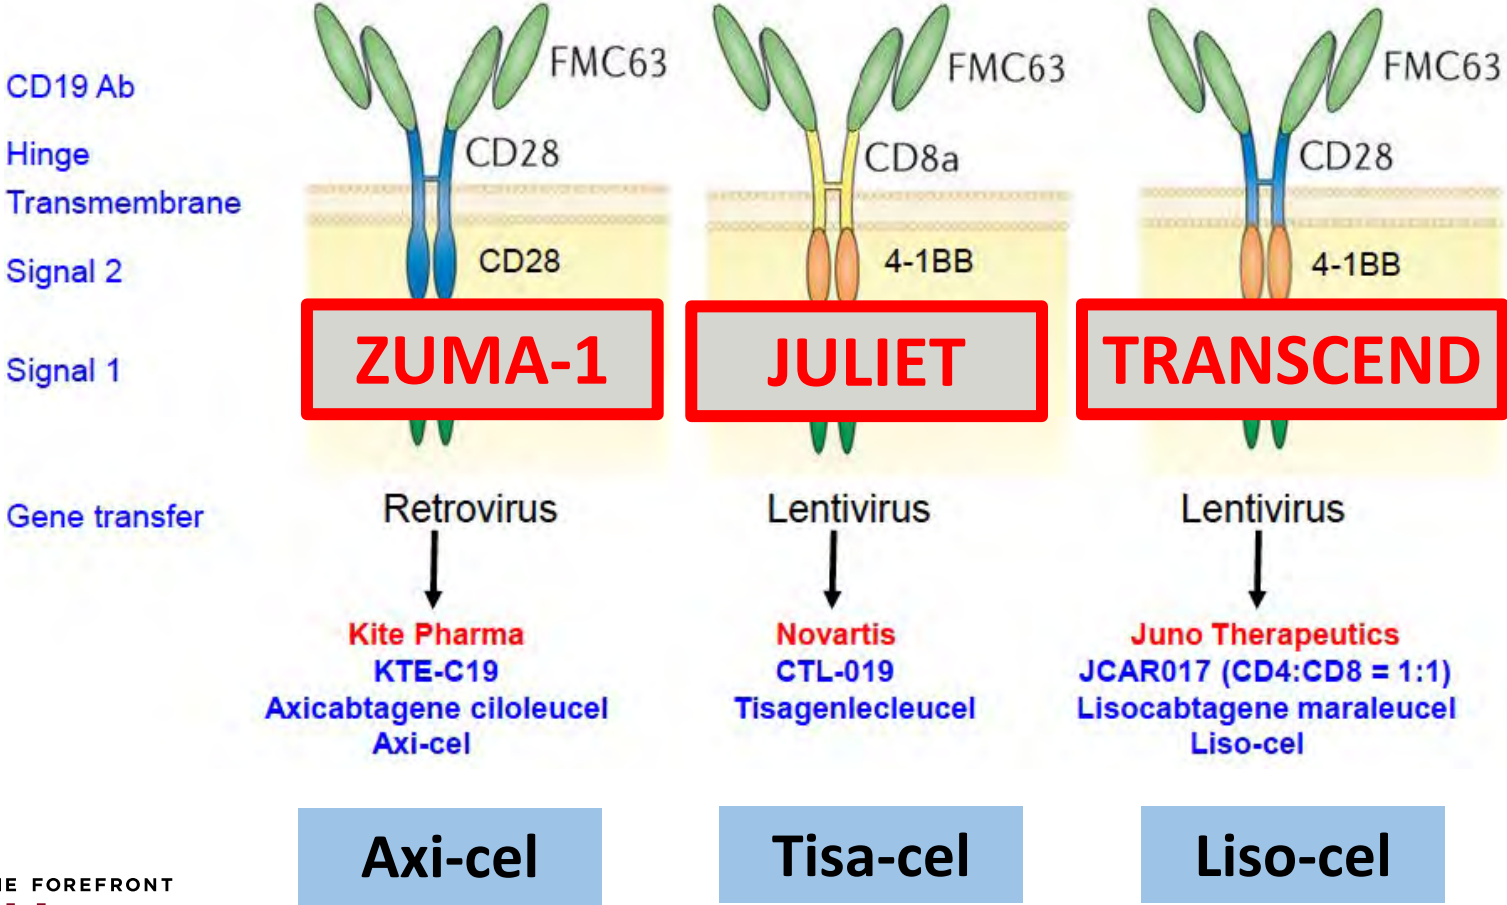 CD19 Ab
Hinge
Transmembrane
Signal 2
Signal 1
Gene transfer
FMC63
CD28
CD28
ZUMA-1
Retrovirus
Kite Pharma
KTE-C19
Axicabtagene ciloleucel
Axi-cel
Axi-cel
FMC63
CD8a
4-1BB
JULIET
Lentivirus
Novartis
CTL-019
Tisagenlecleucel
Tisa-cel
FMC63
CD28
4-1BB
TRANSCEND
Lentivirus
Juno Therapeutics
JCAR017 (CD4:CD8 = 1:1)
Lisocabtagene maraleucel
Liso-cel
Liso-cel
FOREFRONT